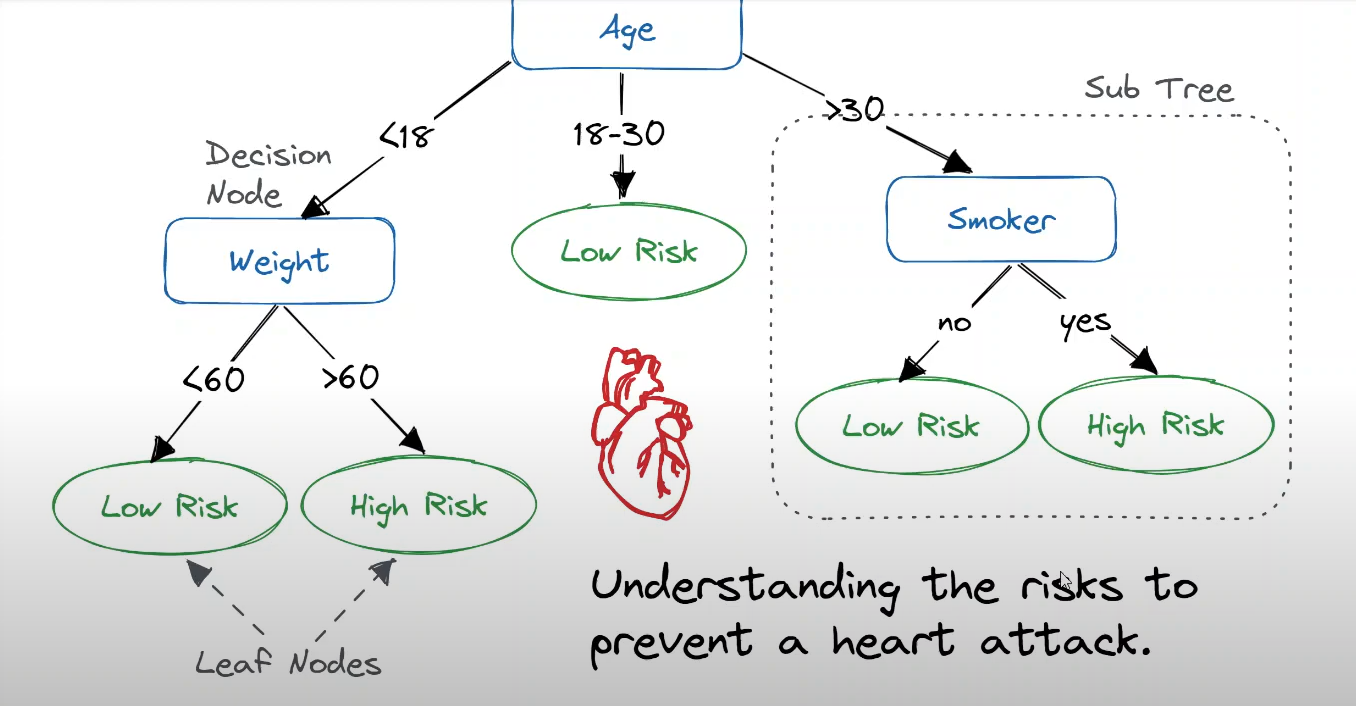 Age
Sub Tree
>30
<18
18-30
Decision
Node
Smoker
Weight
Low Risk
no
yes
<60
>60
Low Risk
High Risk
Low Risk
High Risk
Understanding the risks to
prevent a heart attack.
Leaf Nodes